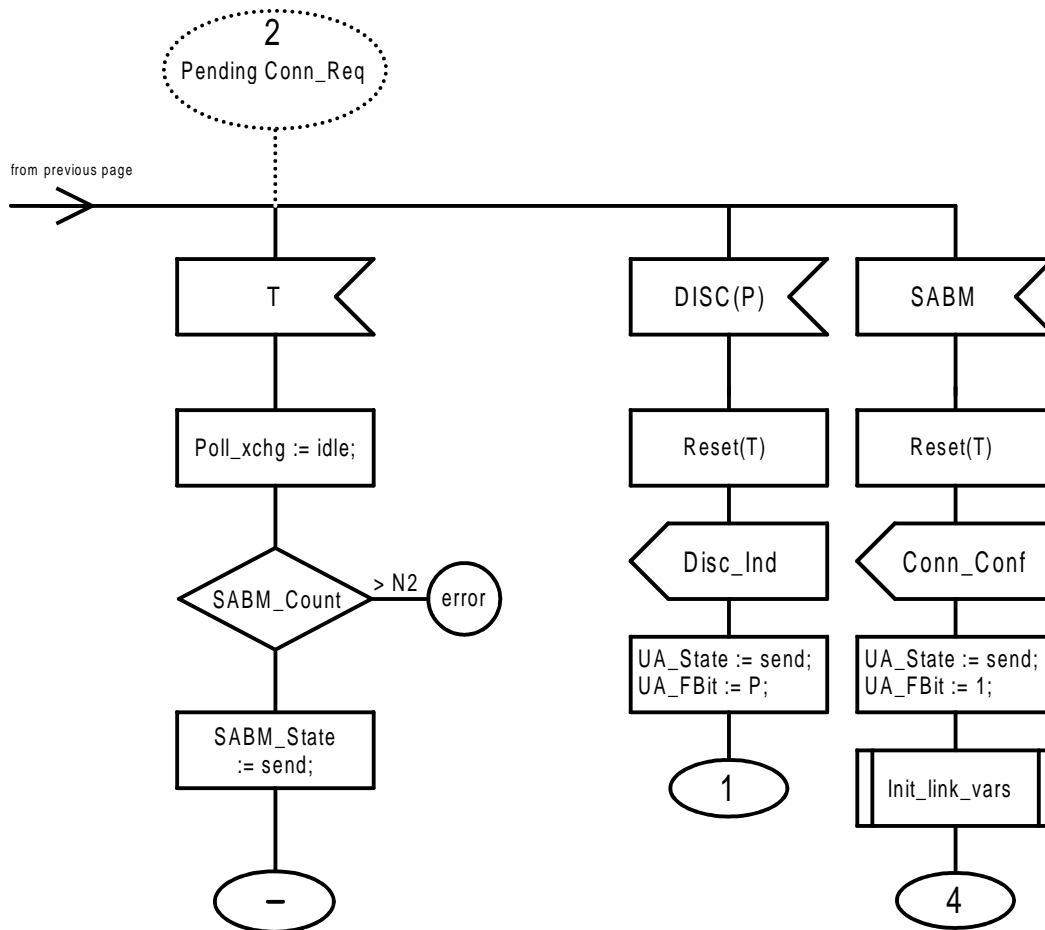 2
Pending Conn_Req
from previous page
T
DISC(P)
SABM
Poll_xchg := idle;
Reset(T)
Reset(T)
SABM_Count
> N2
error
Disc_Ind
Conn_Conf
UA_State := send;
UA_FBit := P;
UA_State := send;
UA_FBit := 1;
SABM_State
:= send;
1
Init_link_vars
–
4